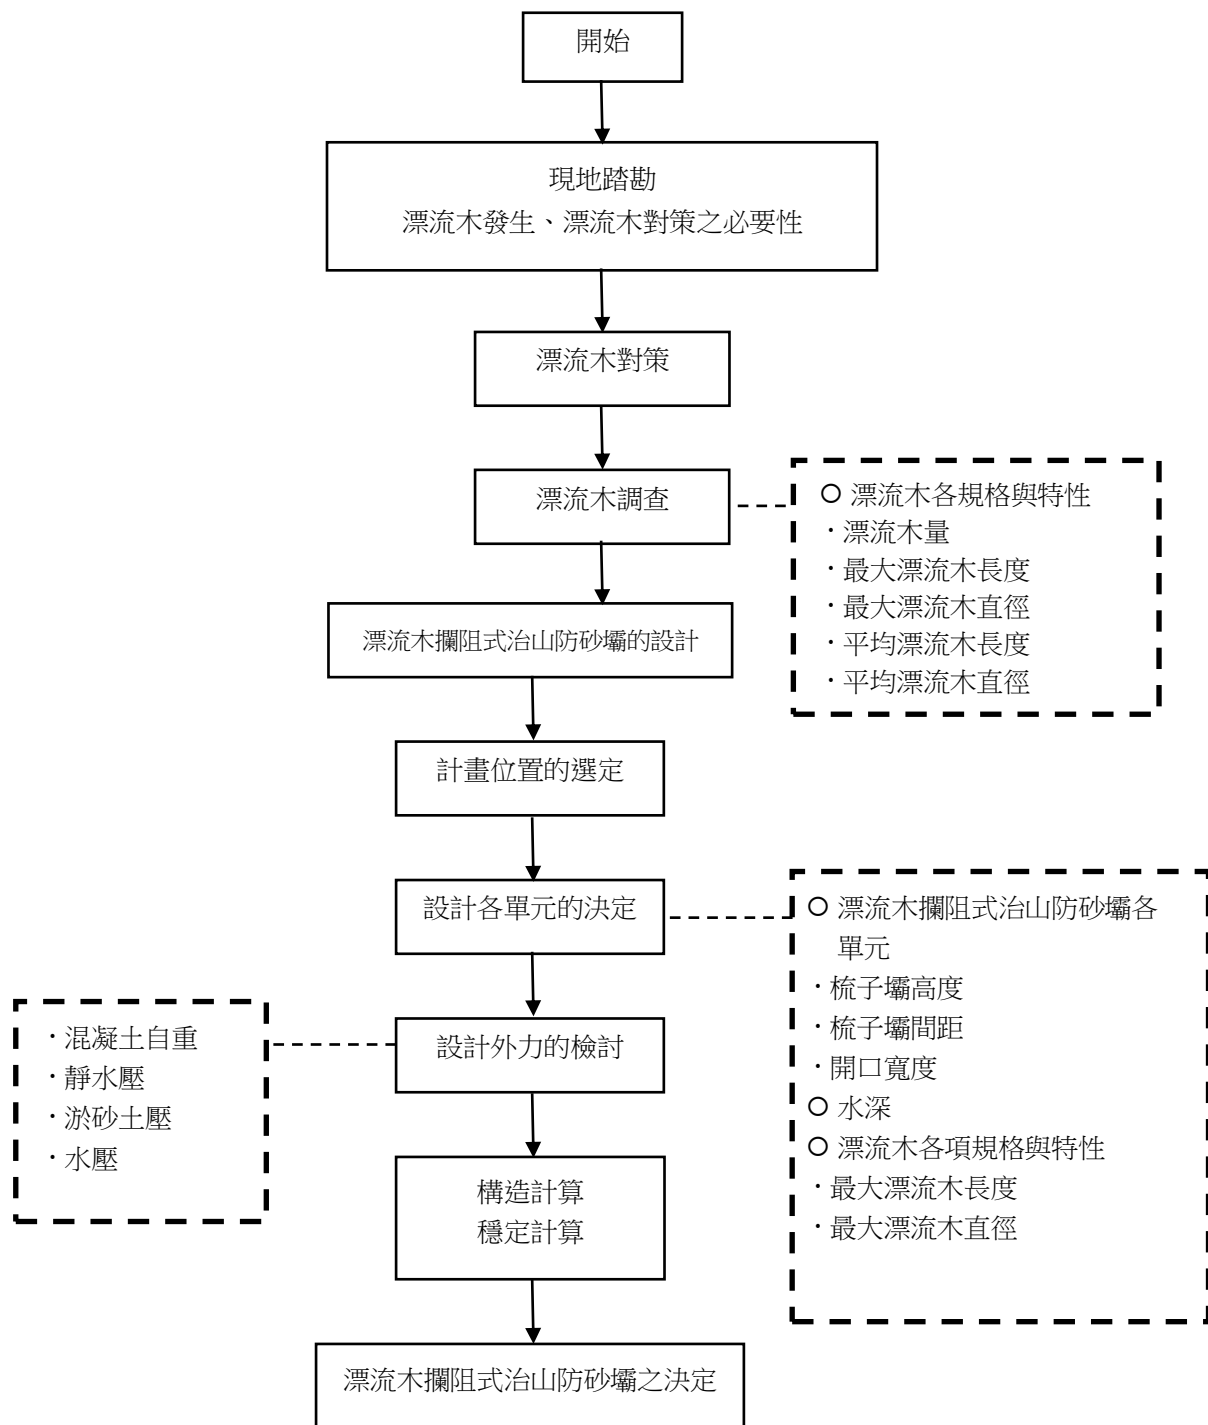 開始
現地踏勘
漂流木發生、漂流木對策之必要性
漂流木對策
漂流木調查
○ 漂流木各規格與特性
·漂流木量
·最大漂流木長度
·最大漂流木直徑
·平均漂流木長度
·平均漂流木直徑
漂流木攔阻式治山防砂壩的設計
計畫位置的選定
設計各單元的決定
○ 漂流木攔阻式治山防砂壩各
單元
·梳子壩高度
·梳子壩間距
·開口寬度
○ 水深
○ 漂流木各項規格與特性
·最大漂流木長度
·最大漂流木直徑
設計外力的檢討
·混凝土自重
·靜水壓
·淤砂土壓
·水壓
構造計算
穩定計算
漂流木攔阻式治山防砂壩之決定